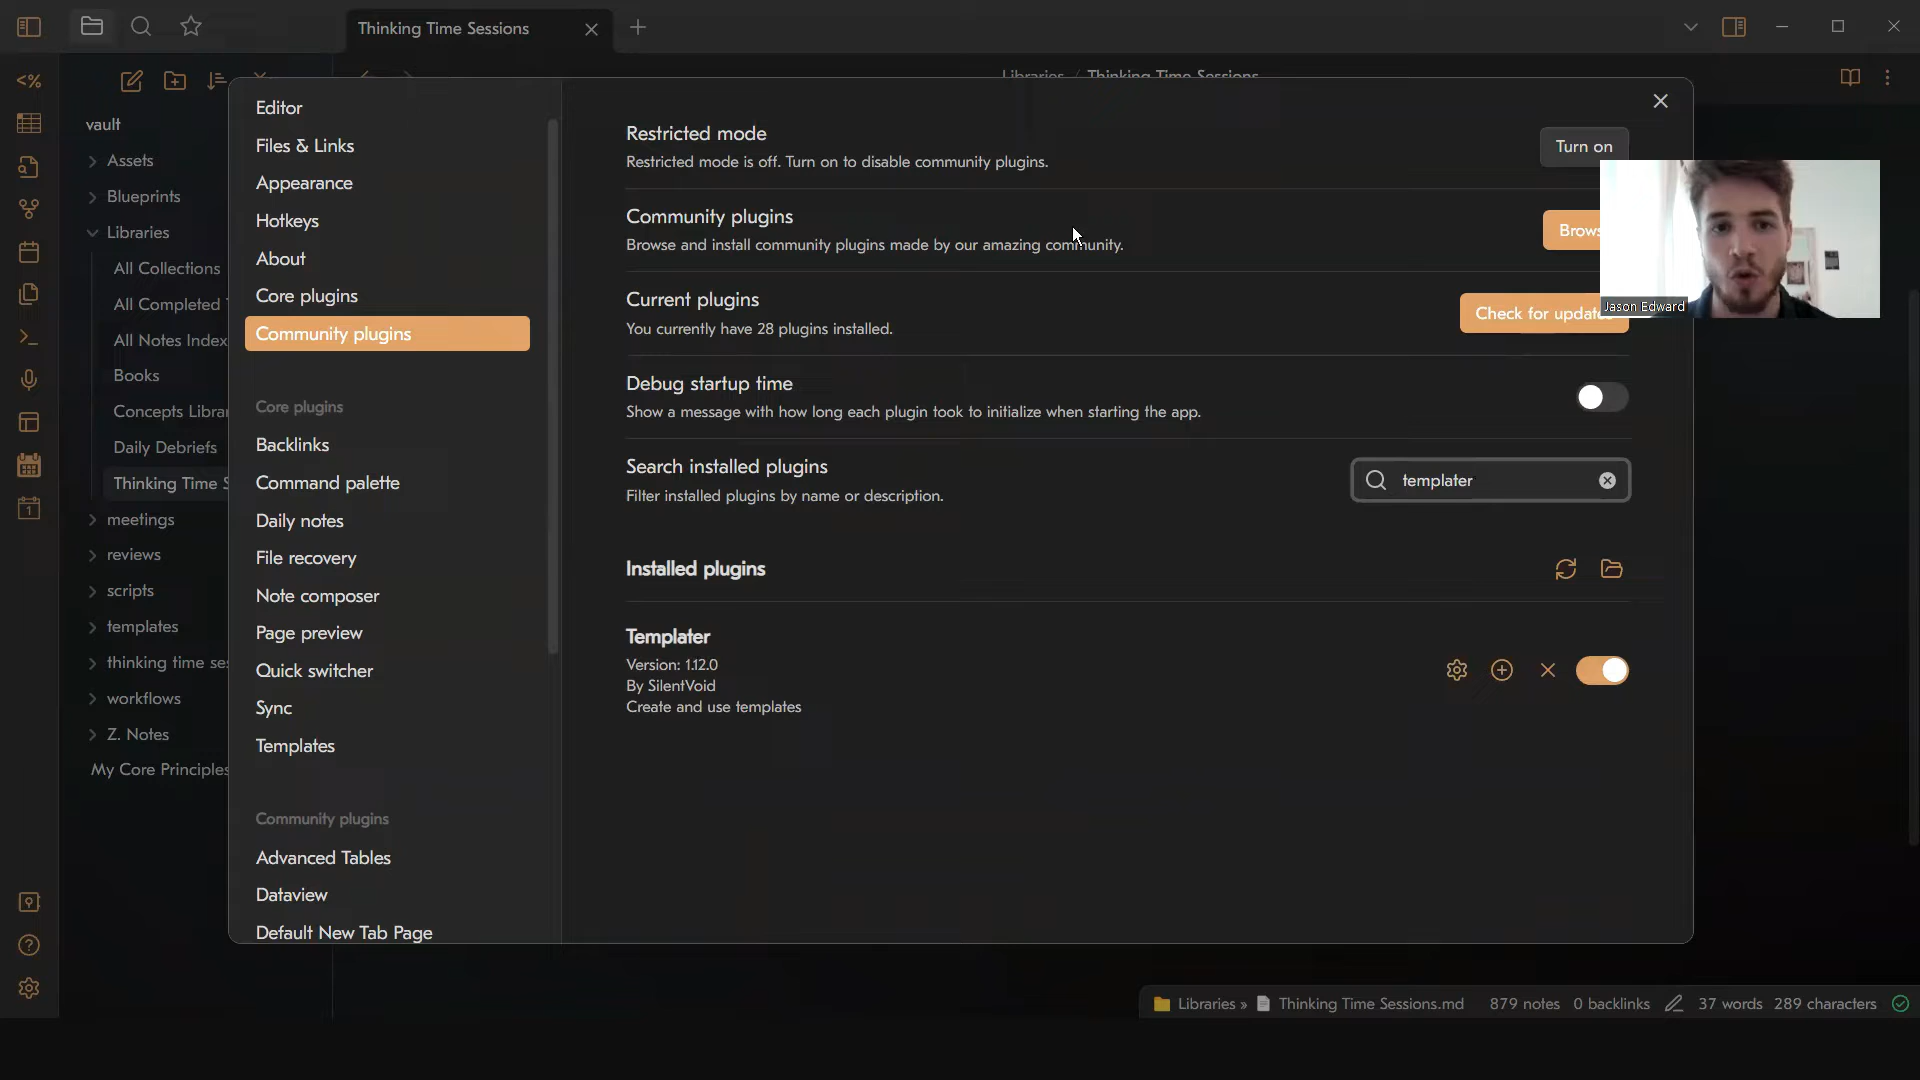 Thinking Time Sessions
Libraries / Thinking Time Sessions
vault
Assets
Blueprints
Libraries
All Collections
All Completed
All Notes Index
Books
Concepts
Daily Debriefs
Thinking Time
meetings
reviews
scripts
templates
thinking time
workflows
Z. Notes
My Core Principles
Editor
Files & Links
Appearance
Hotkeys
About
Core plugins
Community plugins
Core plugins
Backlinks
Command palette
Daily notes
File recovery
Note composer
Page preview
Quick switcher
Sync
Templates
Community plugins
Advanced Tables
Dataview
Default New Tab Page
Restricted mode
Restricted mode is off. Turn on to disable community plugins.
Turn on
Community plugins
Browse and install community plugins made by our amazing community.
Current plugins
You currently have 28 plugins installed.
Check for
Jason Edward
Debug startup time
Show a message with how long each plugin took to initialize when starting the app.
Search installed plugins
Filter installed plugins by name or description.
templater
Installed plugins
Templater
Version: 1.12.0
By SilentVoid
Create and use templates
Libraries » Thinking Time Sessions.md 879 notes 0 backlinks 37 words 289 characters